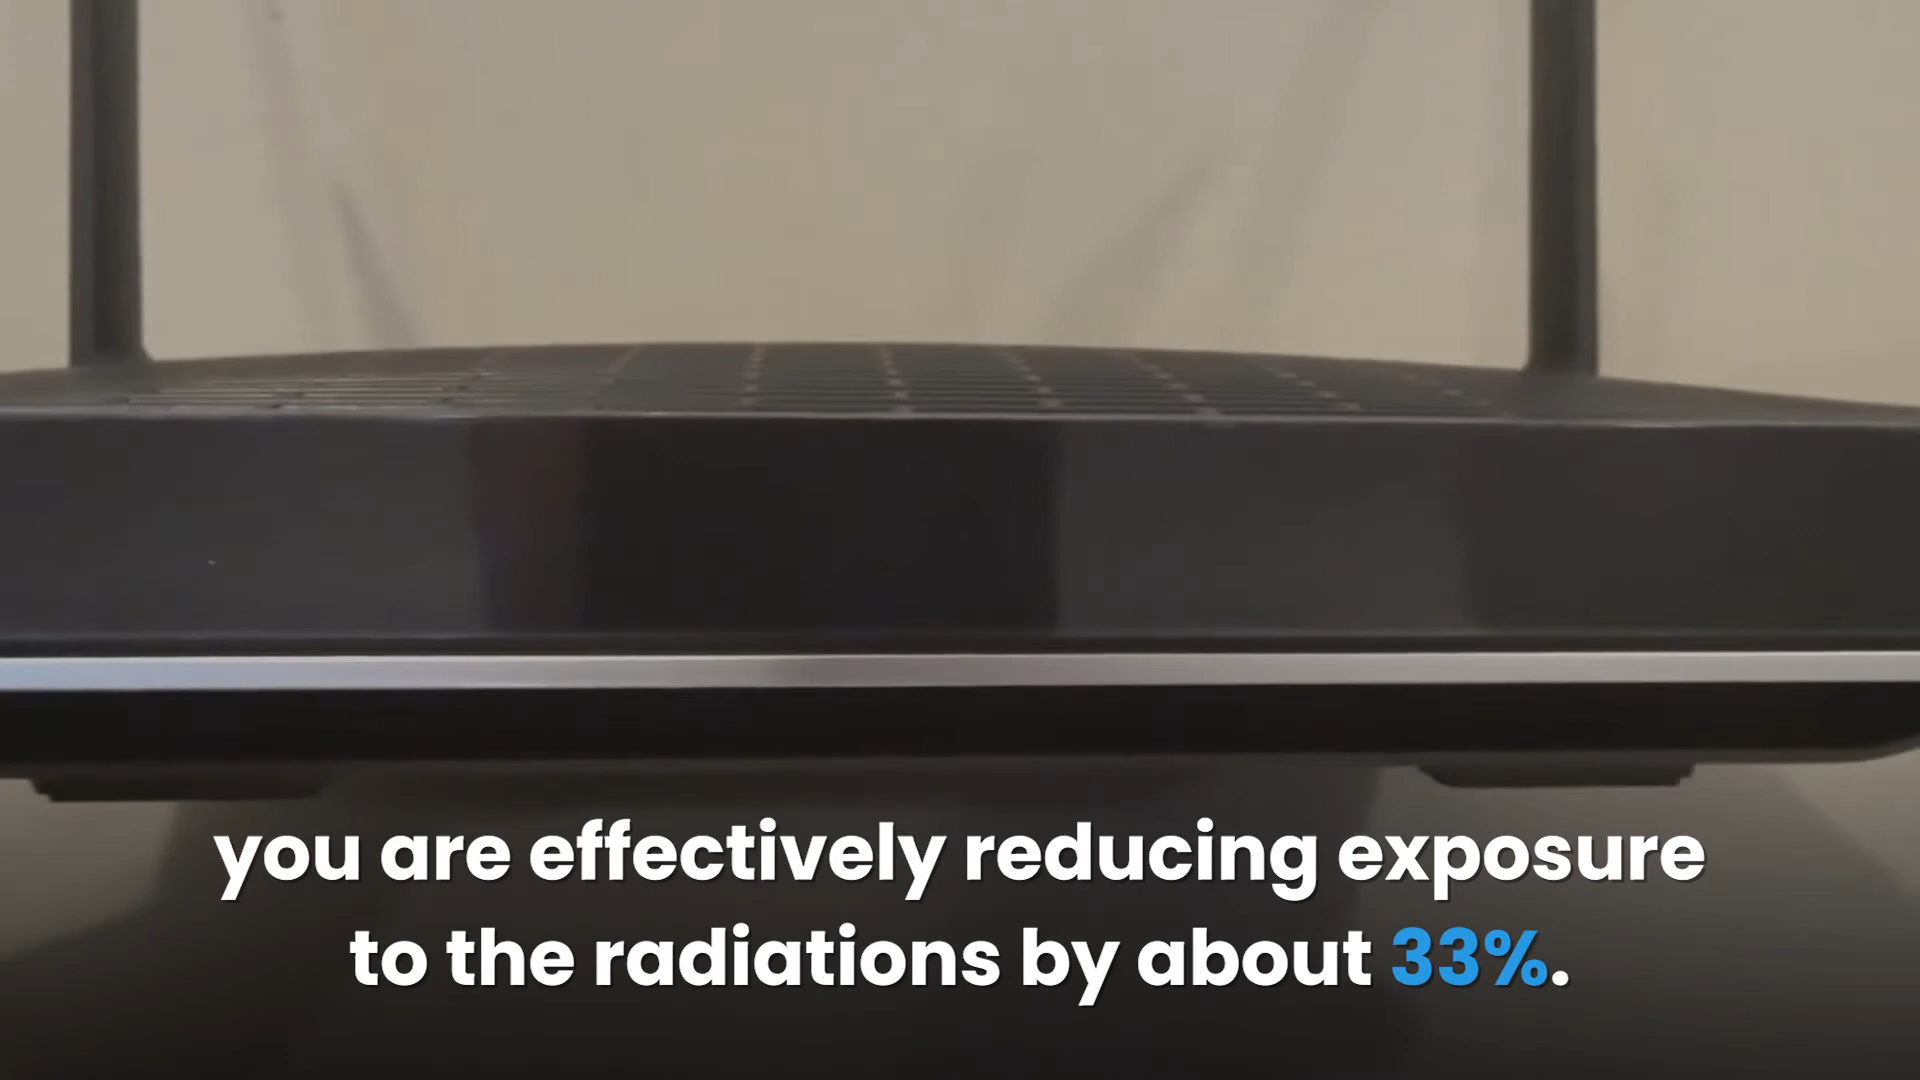 you are effectively reducing exposure
to the radiations by about 33%.